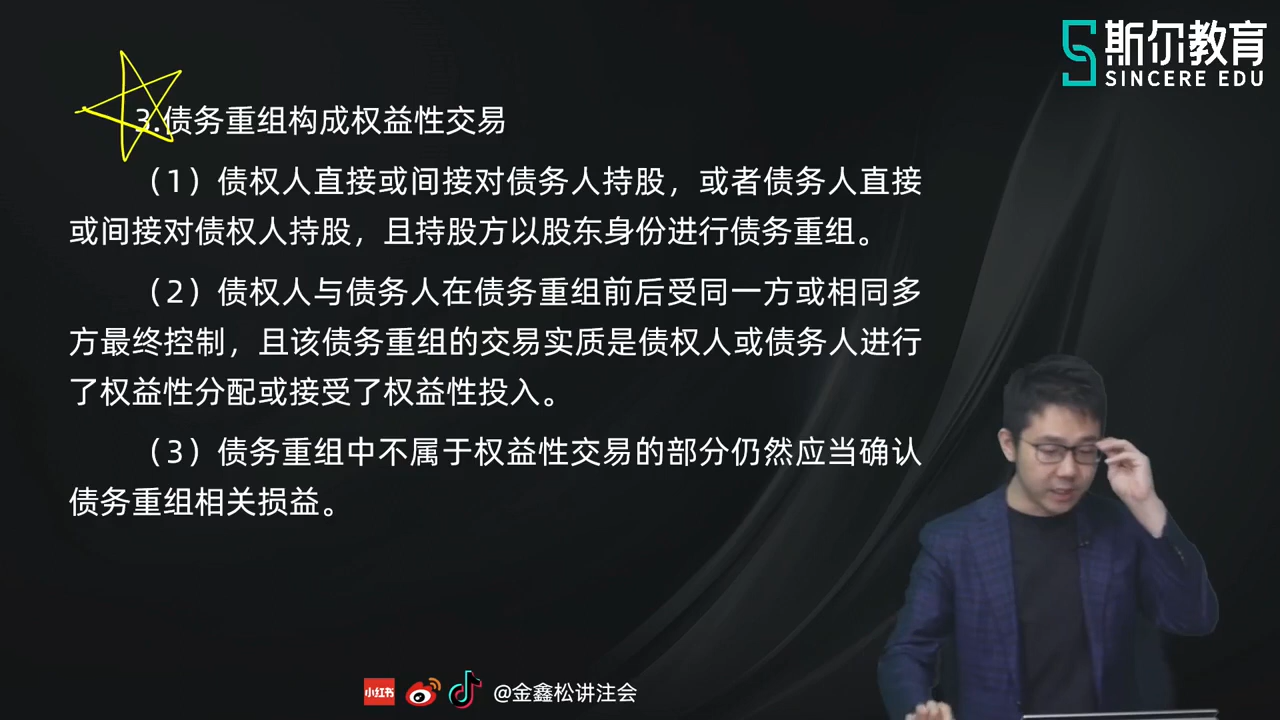 斯尔教育
SINCERE EDU
3.债务重组构成权益性交易
（1）债权人直接或间接对债务人持股，或者债务人直接
或间接对债权人持股，且持股方以股东身份进行债务重组。
（2）债权人与债务人在债务重组前后受同一方或相同多
方最终控制，且该债务重组的交易实质是债权人或债务人进行
了权益性分配或接受了权益性投入。
（3）债务重组中不属于权益性交易的部分仍然应当确认
债务重组相关损益。
小红书 @金鑫松讲注会